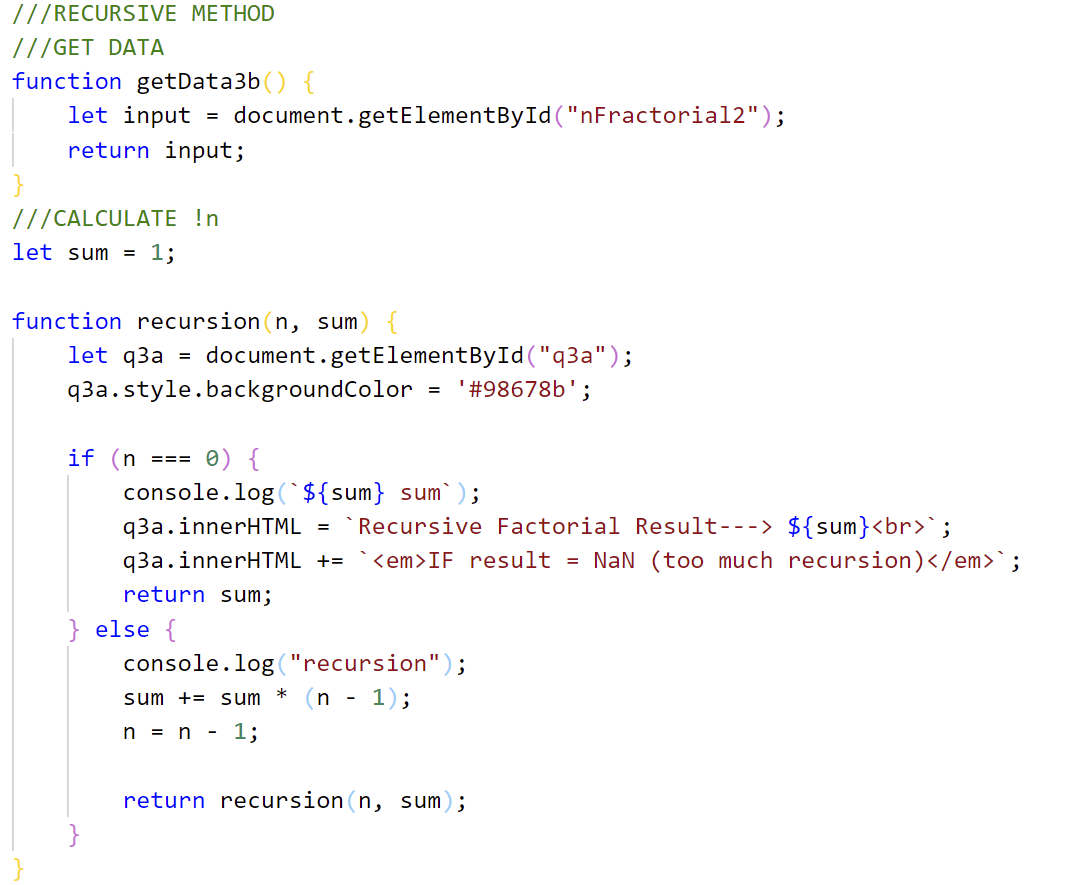 ///RECURSIVE METHOD
///GET DATA
function getData3b() {
    let input = document.getElementById("nFractorial2");
    return input;
}
///CALCULATE !n
let sum = 1;

function recursion(n, sum) {
    let q3a = document.getElementById("q3a");
    q3a.style.backgroundColor = '#98678b';

    if (n === 0) {
        console.log(`${sum} sum`);
        q3a.innerHTML = `Recursive Factorial Result---> ${sum}<br>`;
        q3a.innerHTML += `<em>IF result = NaN (too much recursion)</em>`;
        return sum;
    } else {
        console.log("recursion");
        sum += sum * (n - 1);
        n = n - 1;

        return recursion(n, sum);
    }
}